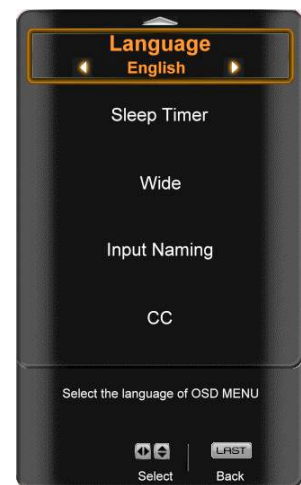 Language
English
Sleep Timer
Wide
Input Naming
CC
Select the language of OSD MENU
LAST
Select Back